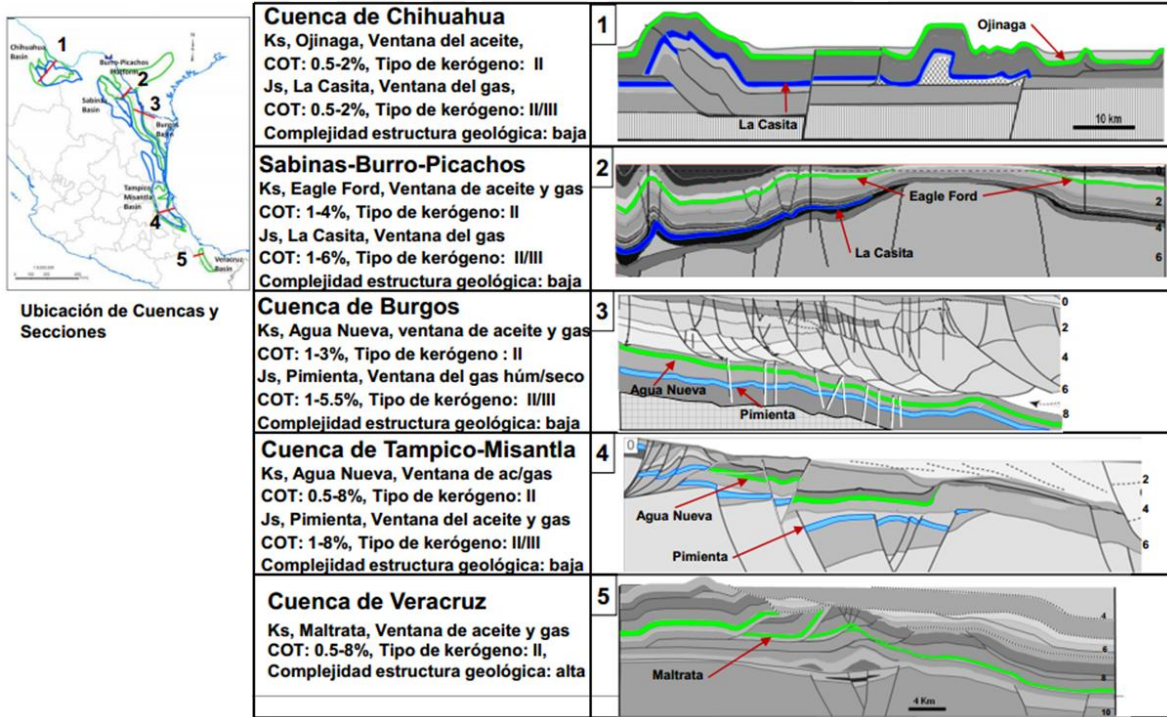 Chihuahua
Basin
1
Burro-Picachos
Platform
2
Sabinas
Basin
3
Burgos
Basin
Tampico
Misantla
Basin
4
5
Veracruz
Basin
Ubicación de Cuencas y
Secciones
Cuenca de Chihuahua
Ks, Ojinaga, Ventana del aceite,
COT: 0.5-2%, Tipo de kerógeno: II
Js, La Casita, Ventana del gas,
COT: 0.5-2%, Tipo de kerógeno: II/III
Complejidad estructura geológica: baja
1
Ojinaga
La Casita
10 km
Sabinas-Burro-Picachos
Ks, Eagle Ford, Ventana de aceite y gas
COT: 1-4%, Tipo de kerógeno: II
Js, La Casita, Ventana del gas
COT: 1-6%, Tipo de kerógeno: II/III
Complejidad estructura geológica: baja
2
Eagle Ford
La Casita
0
2
4
6
Cuenca de Burgos
Ks, Agua Nueva, ventana de aceite y gas
COT: 1-3%, Tipo de kerógeno : II
Js, Pimienta, Ventana del gas húm/seco
COT: 1-5.5%, Tipo de kerógeno: II/III
Complejidad estructura geológica: baja
3
Agua Nueva
Pimienta
0
2
4
6
8
Cuenca de Tampico-Misantla
Ks, Agua Nueva, Ventana de ac/gas
COT: 0.5-8%, Tipo de kerógeno: II
Js, Pimienta, Ventana del aceite y gas
COT: 1-8%, Tipo de kerógeno: II/III
Complejidad estructura geológica: baja
4
0
Agua Nueva
Pimienta
2
4
6
Cuenca de Veracruz
Ks, Maltrata, Ventana de aceite y gas
COT: 0.5-8%, Tipo de kerógeno: II,
Complejidad estructura geológica: alta
5
Maltrata
4 Km
4
6
8
10